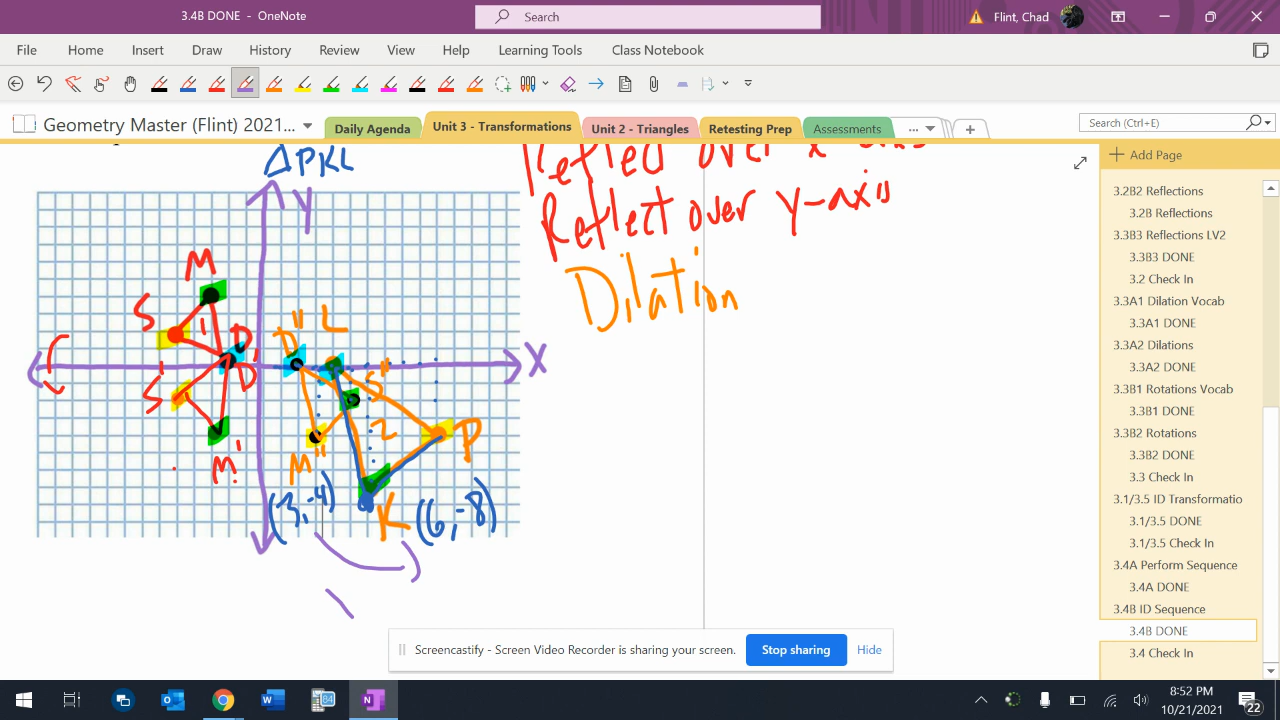 3.4B DONE - OneNote
Search
Flint, Chad
File Home Insert Draw History Review View Help Learning Tools Class Notebook
Geometry Master (Flint) 2021...
Daily Agenda
Unit 3 - Transformations
Unit 2 - Triangles
Retesting Prep
Assessments
...
Search (Ctrl+E)
Add Page
3.2B2 Reflections
3.2B Reflections
3.3B3 Reflections LV2
3.3B3 DONE
3.2 Check In
3.3A1 Dilation Vocab
3.3A1 DONE
3.3A2 Dilations
3.3A2 DONE
3.3B1 Rotations Vocab
3.3B1 DONE
3.3B2 Rotations
3.3B2 DONE
3.3 Check In
3.1/3.5 ID Transformatio
3.1/3.5 DONE
3.1/3.5 Check In
3.4A Perform Sequence
3.4A DONE
3.4B ID Sequence
3.4B DONE
3.4 Check In
△PKL
Reflected over x-axis
Reflect over y-axis
Dilation
Y
M
S
1
D
D'
S'
M'
D"
L
S"
X
2
P
M"
K
(3,-4)
(6,-8)
Screencastify - Screen Video Recorder is sharing your screen.
Stop sharing
Hide
84
8:52 PM
10/21/2021
22